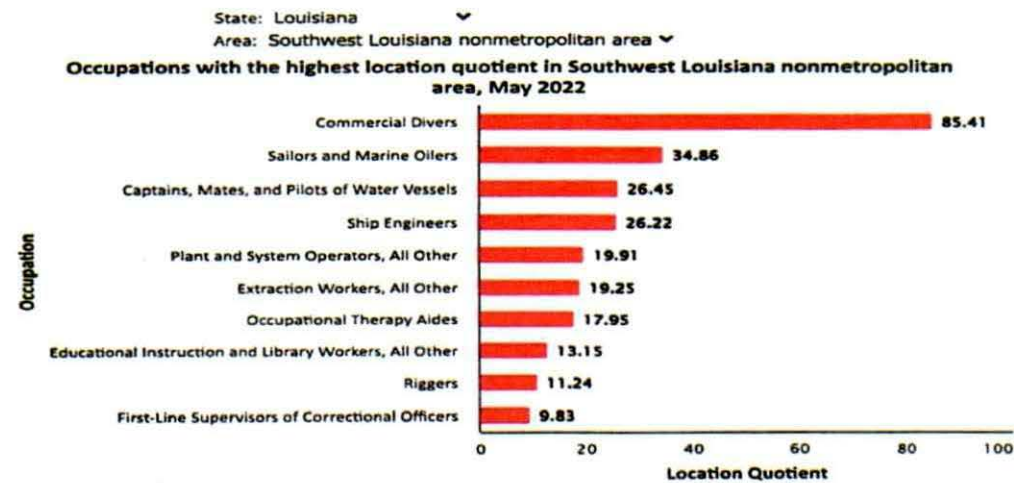 State: Louisiana
Area: Southwest Louisiana nonmetropolitan area
Occupations with the highest location quotient in Southwest Louisiana nonmetropolitan
area, May 2022
Occupation
Commercial Divers 85.41
Sailors and Marine Oilers 34.86
Captains, Mates, and Pilots of Water Vessels 26.45
Ship Engineers 26.22
Plant and System Operators, All Other 19.91
Extraction Workers, All Other 19.25
Occupational Therapy Aides 17.95
Educational Instruction and Library Workers, All Other 13.15
Riggers 11.24
First-Line Supervisors of Correctional Officers 9.83
0 20 40 60 80 100
Location Quotient